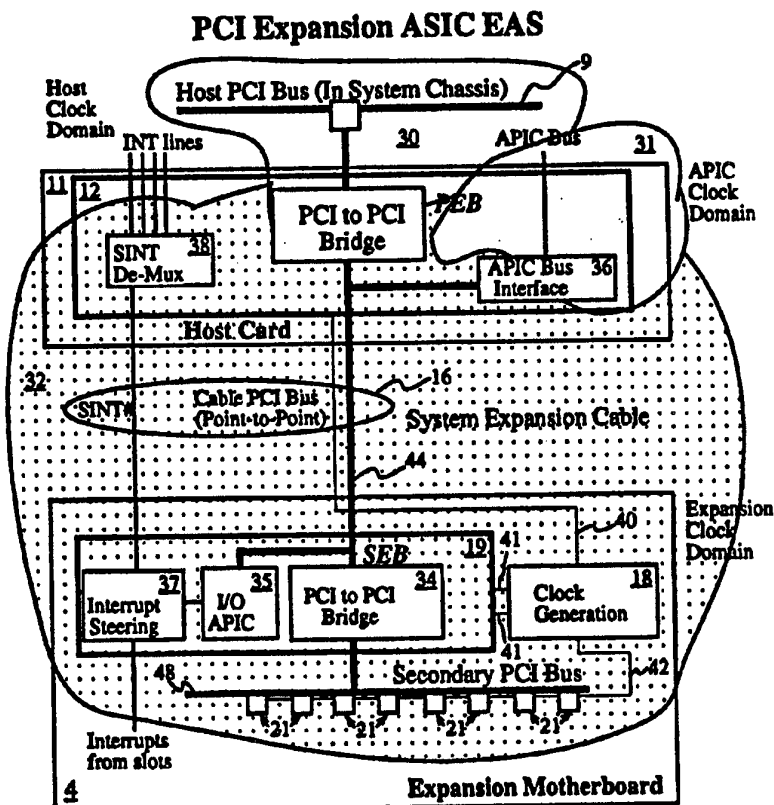 PCI Expansion ASIC EAS
Host PCI Bus (In System Chassis)
9
Host
Clock
Domain
INT lines
30
APIC Bus
31
11
12
APIC
Clock
Domain
PCI to PCI
Bridge
SINT
De-Mux
38
APIC Bus
Interface
36
Host Card
32
16
SINT#
Cable PCI Bus
(Point-to-Point)
System Expansion Cable
44
Expansion
Clock
Domain
40
SEB
19
41
37
Interrupt
Steering
35
I/O
APIC
34
PCI to PCI
Bridge
18
Clock
Generation
41
48
Secondary PCI Bus
42
21
21
21
21
Interrupts
from slots
4
Expansion Motherboard